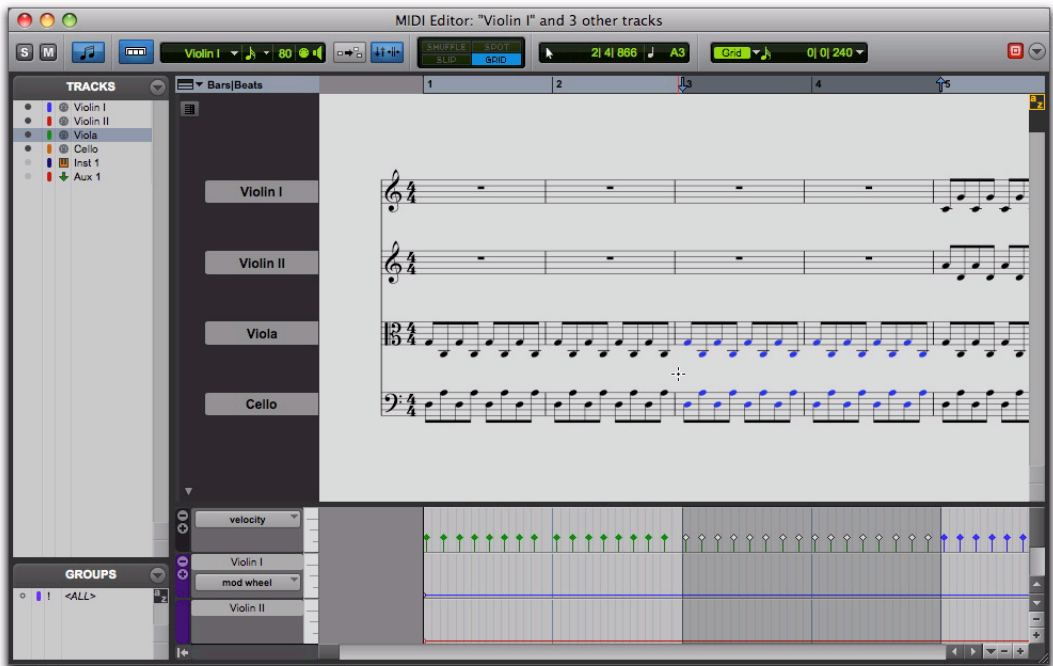 MIDI Editor: "Violin I" and 3 other tracks
S M Violin I 80 SHUFFLE SPOT SLIP GRID 2| 4| 866 A3 Grid 0| 0| 240
TRACKS
Bars|Beats 1 2 3 4 5
Violin I
Violin II
Viola
Cello
Inst 1
Aux 1
a z
Violin I
Violin II
Viola
Cello
velocity
Violin I
mod wheel
Violin II
GROUPS
! <ALL> a z